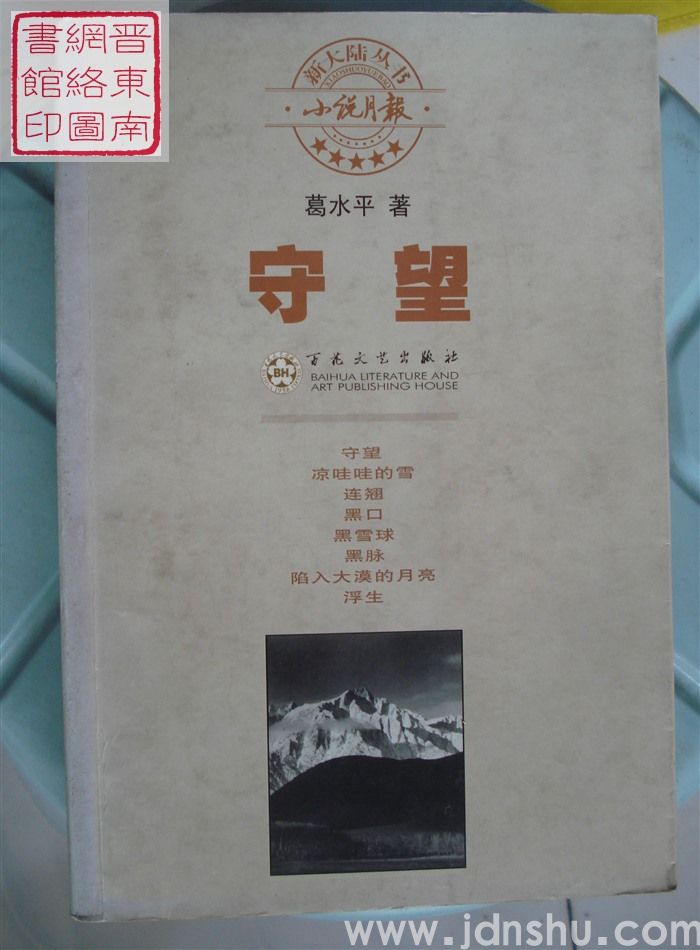 晋東南
網絡圖
書館印
新大陆丛书
XIAOSHUOYUEBAO
·小说月報·
葛水平 著
守望
BH
百花文艺出版社
BAIHUA LITERATURE AND
ART PUBLISHING HOUSE
守望
凉哇哇的雪
连翘
黑口
黑雪球
黑脉
陷入大漠的月亮
浮生
www.jdnshu.com